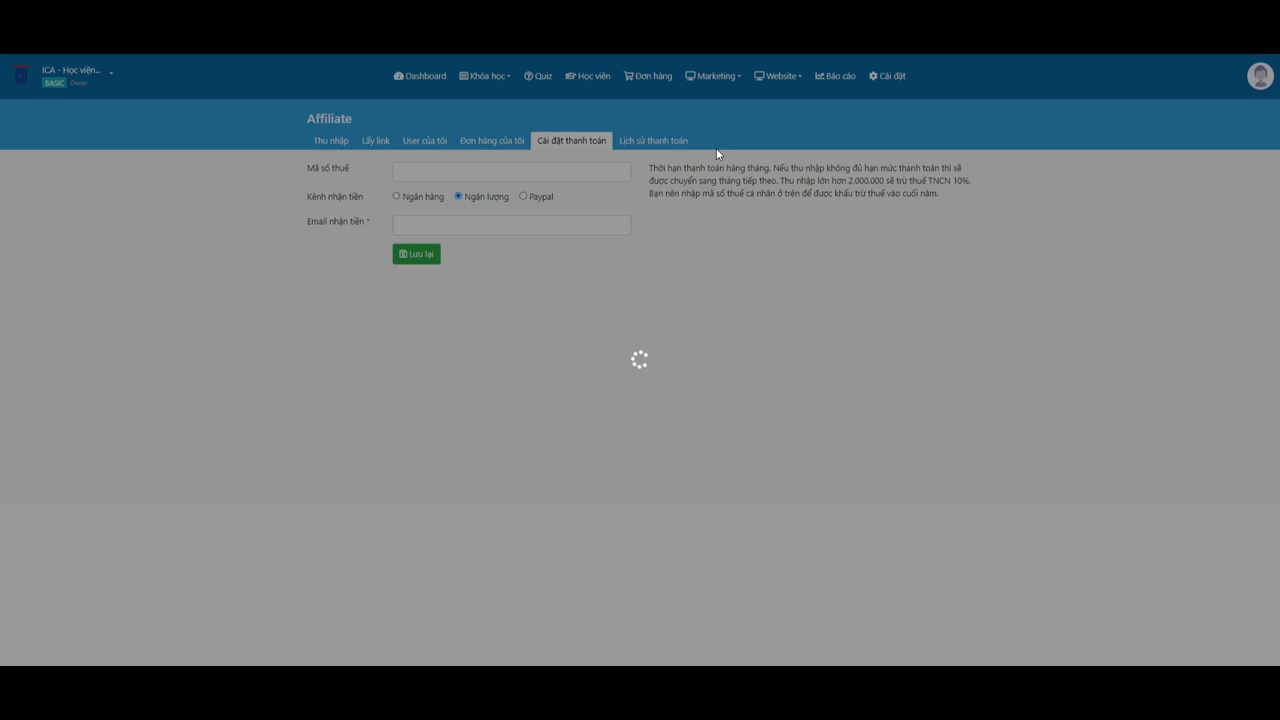 ICA - Học viện...
BASIC Owner
Dashboard Khóa học Quiz Học viên Đơn hàng Marketing Website Báo cáo Cài đặt
Affiliate
Thu nhập Lấy link User của tôi Đơn hàng của tôi Cài đặt thanh toán Lịch sử thanh toán
Mã số thuế
Thời hạn thanh toán hàng tháng. Nếu thu nhập không đủ hạn mức thanh toán thì sẽ
được chuyển sang tháng tiếp theo. Thu nhập lớn hơn 2.000.000 sẽ trừ thuế TNCN 10%.
Bạn nên nhập mã số thuế cá nhân ở trên để được khấu trừ thuế vào cuối năm.
Kênh nhận tiền Ngân hàng Ngân lượng Paypal
Email nhận tiền *
Lưu lại